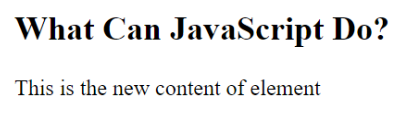 What Can JavaScript Do?
This is the new content of element